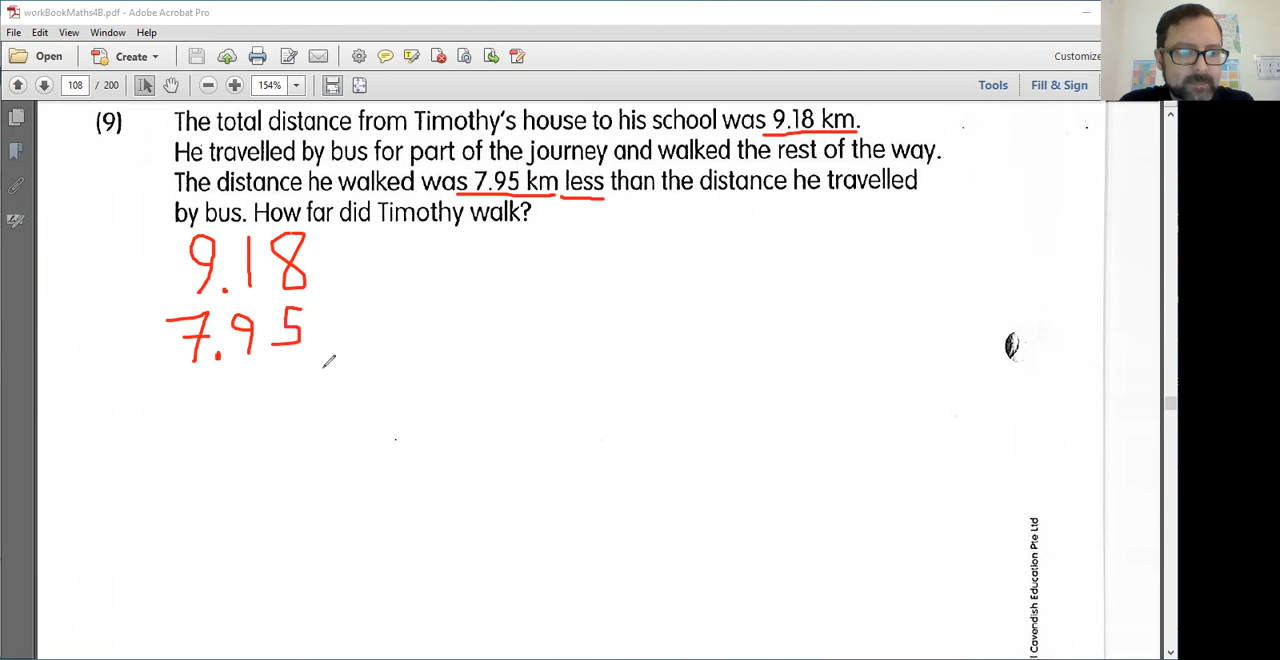 workBookMaths4B.pdf - Adobe Acrobat Pro
File Edit View Window Help
Open Create Customize
108 / 200 154% Tools Fill & Sign
(9) The total distance from Timothy's house to his school was 9.18 km.
He travelled by bus for part of the journey and walked the rest of the way.
The distance he walked was 7.95 km less than the distance he travelled
by bus. How far did Timothy walk?
9.18
7.95
Cavendish Education Pte Ltd